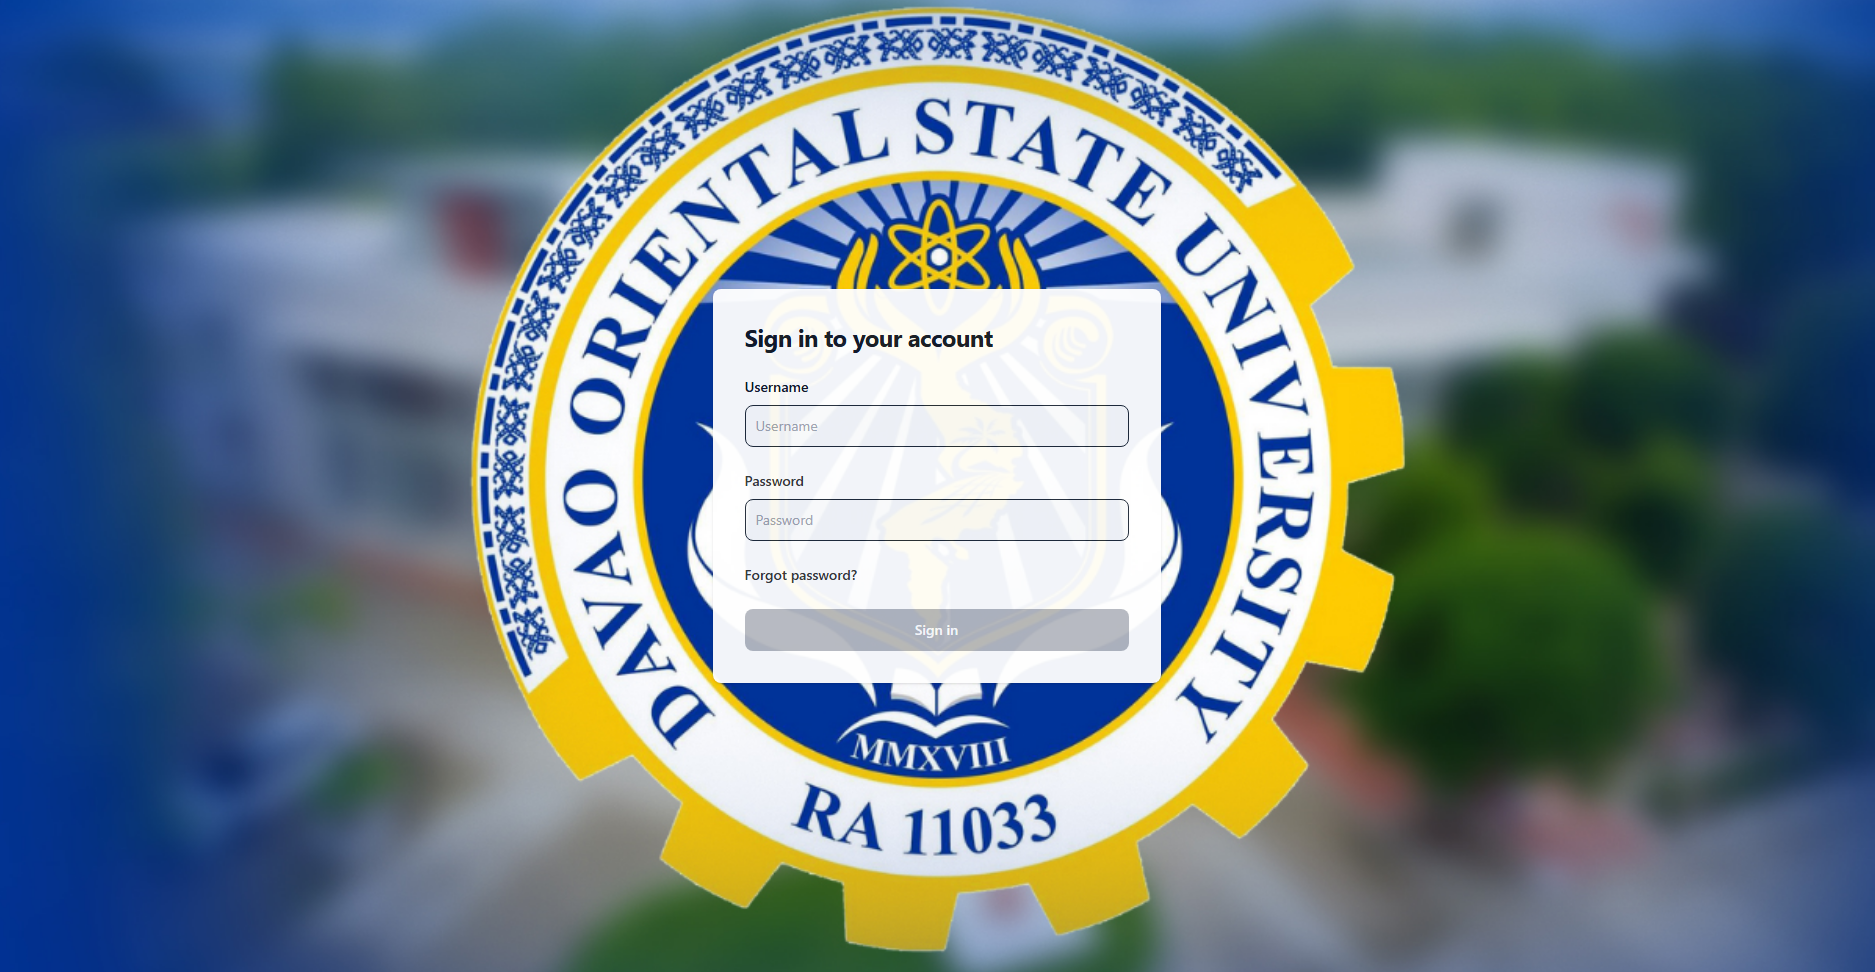 DAVAO ORIENTAL STATE UNIVERSITY
Sign in to your account
Username
Username
Password
Password
Forgot password?
Sign in
MMXVIII
RA 11033